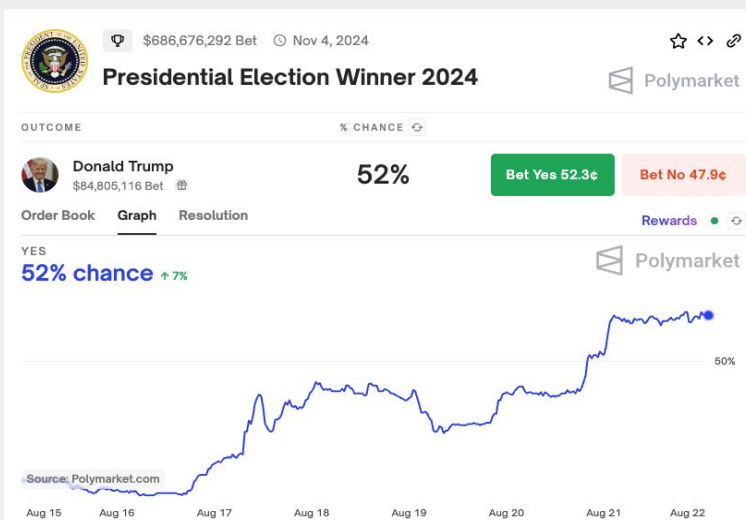 $686,676,292 Bet Nov 4, 2024
Presidential Election Winner 2024
Polymarket
OUTCOME % CHANCE
Donald Trump
$84,805,116 Bet
52%
Bet Yes 52.3¢ Bet No 47.9¢
Order Book Graph Resolution Rewards
YES
52% chance ↑ 7%
Polymarket
50%
Source: Polymarket.com
Aug 15 Aug 16 Aug 17 Aug 18 Aug 19 Aug 20 Aug 21 Aug 22